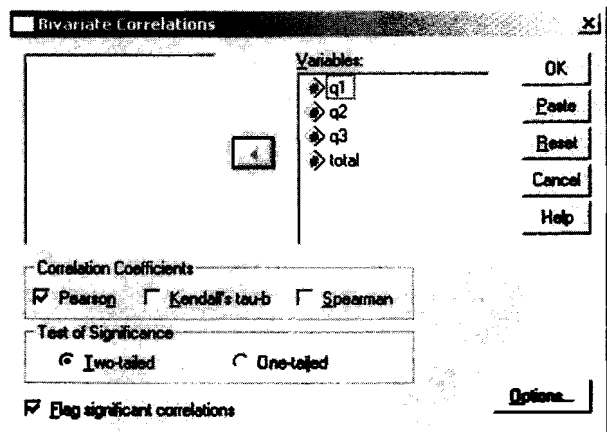 Bivariate Correlations
Variables:
q1
q2
q3
total
OK
Paste
Reset
Cancel
Help
Correlation Coefficients
Pearson Kendall's tau-b Spearman
Test of Significance
Two-tailed One-tailed
Flag significant correlations
Options...